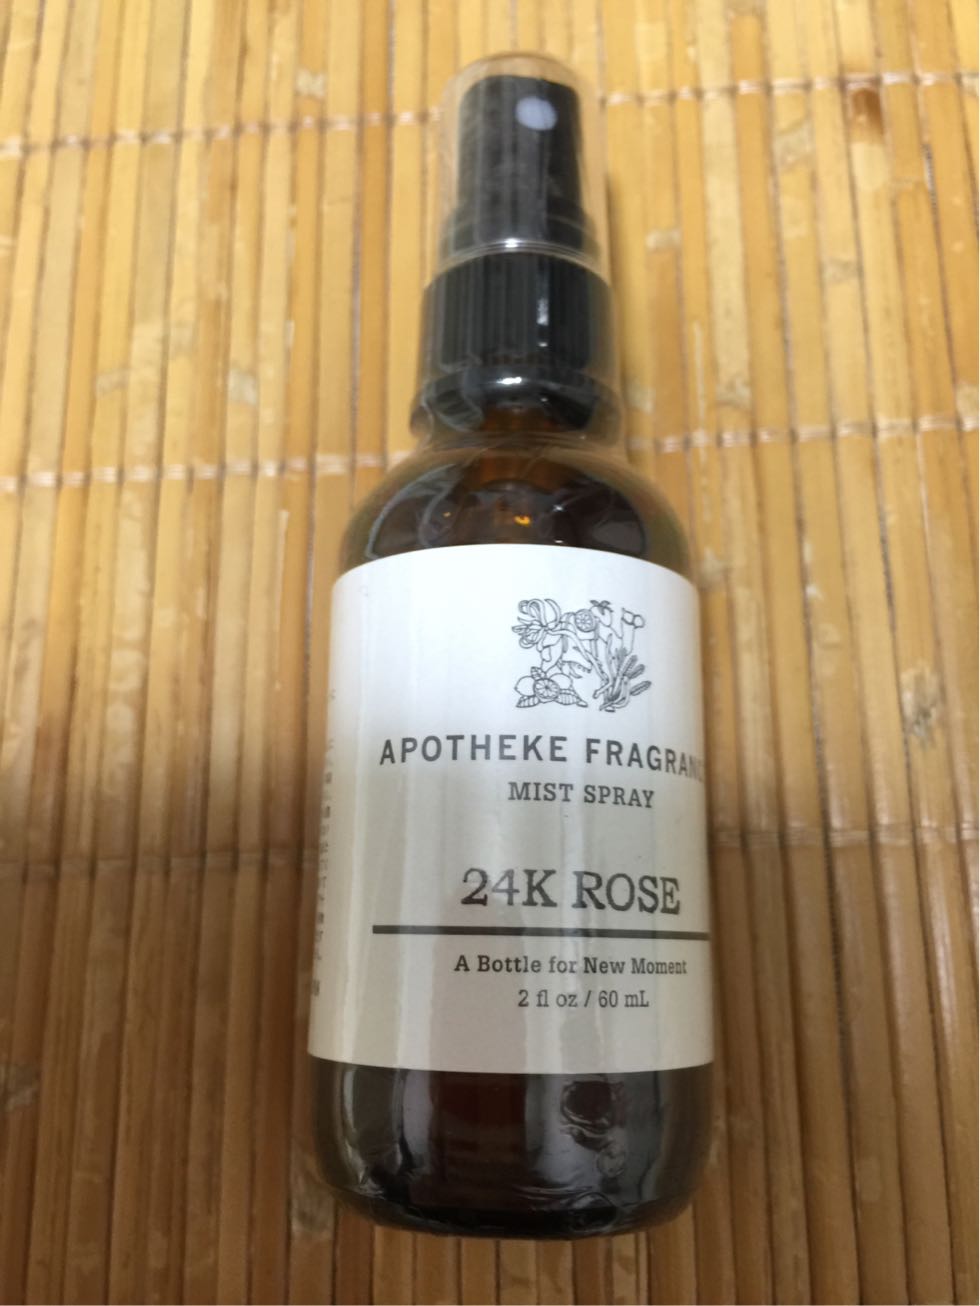 APOTHEKE FRAGRANC
MIST SPRAY
24K ROSE
A Bottle for New Moment
2 fl oz / 60 mL